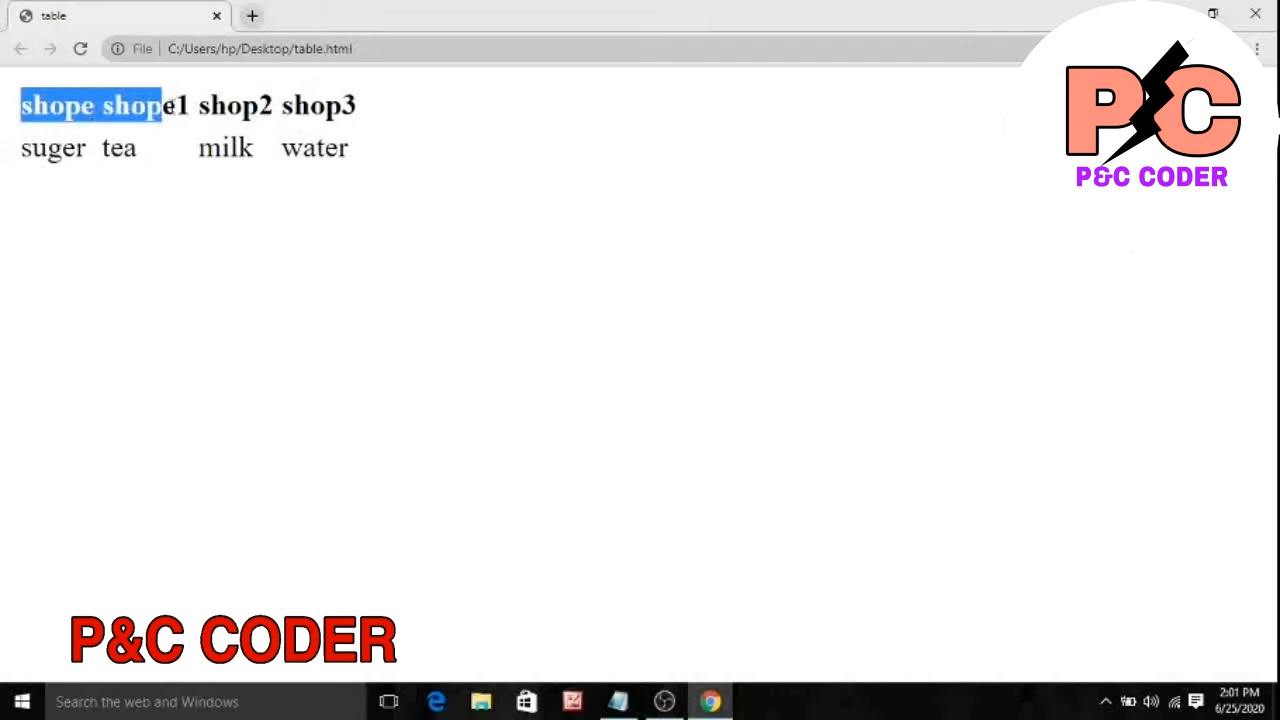 table
File C:/Users/hp/Desktop/table.html
shope shope1 shop2 shop3
suger tea milk water
PC
P&C CODER
P&C CODER
Search the web and Windows
2:01 PM
6/25/2020